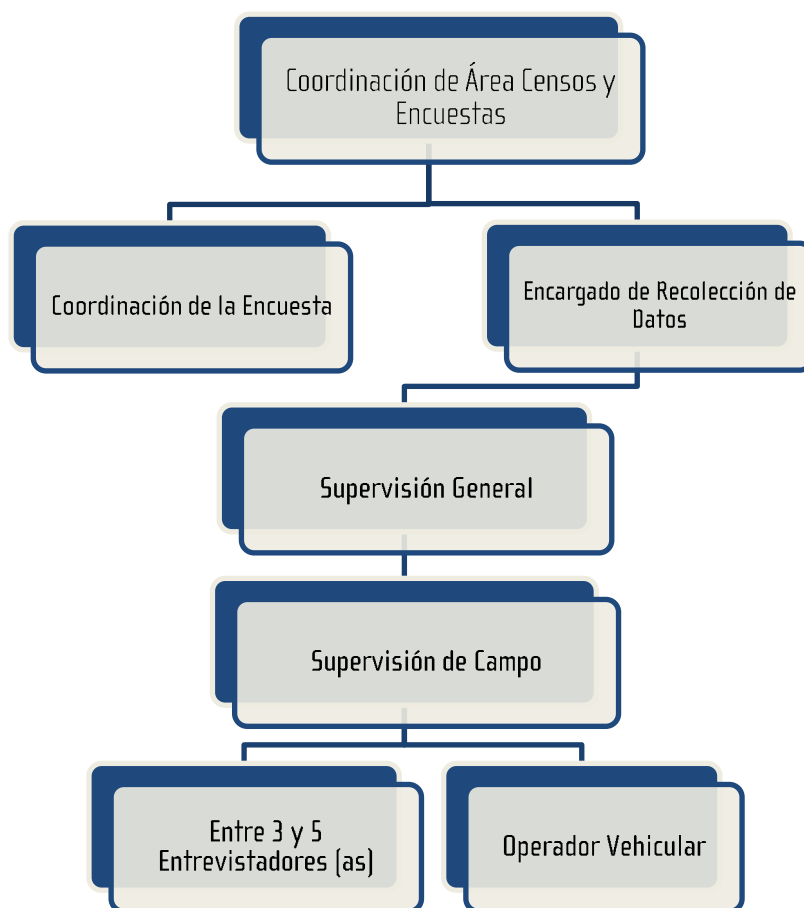 Coordinación de Área Censos y
Encuestas
Coordinación de la Encuesta
Encargado de Recolección de
Datos
Supervisión General
Supervisión de Campo
Entre 3 y 5
Entrevistadores (as)
Operador Vehicular